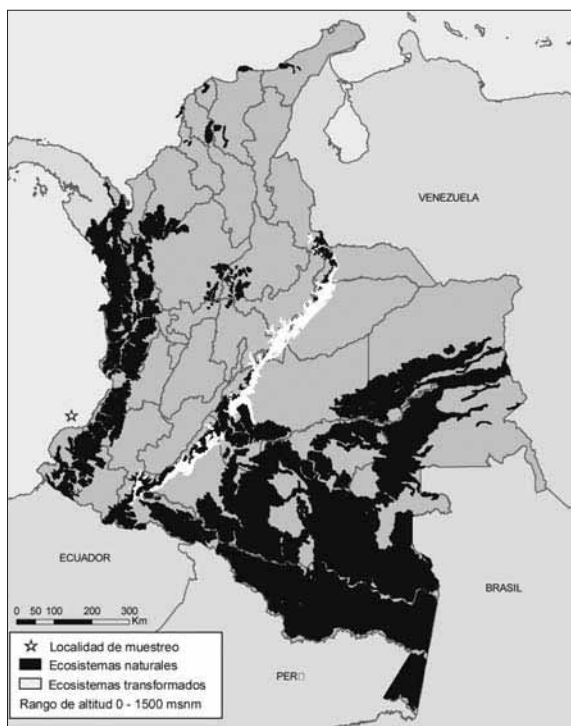 VENEZUELA
ECUADOR
BRASIL
PER□
0 50 100 200 300
Km
☆ Localidad de muestreo
Ecosistemas naturales
Ecosistemas transformados
Rango de altitud 0 - 1500 msnm